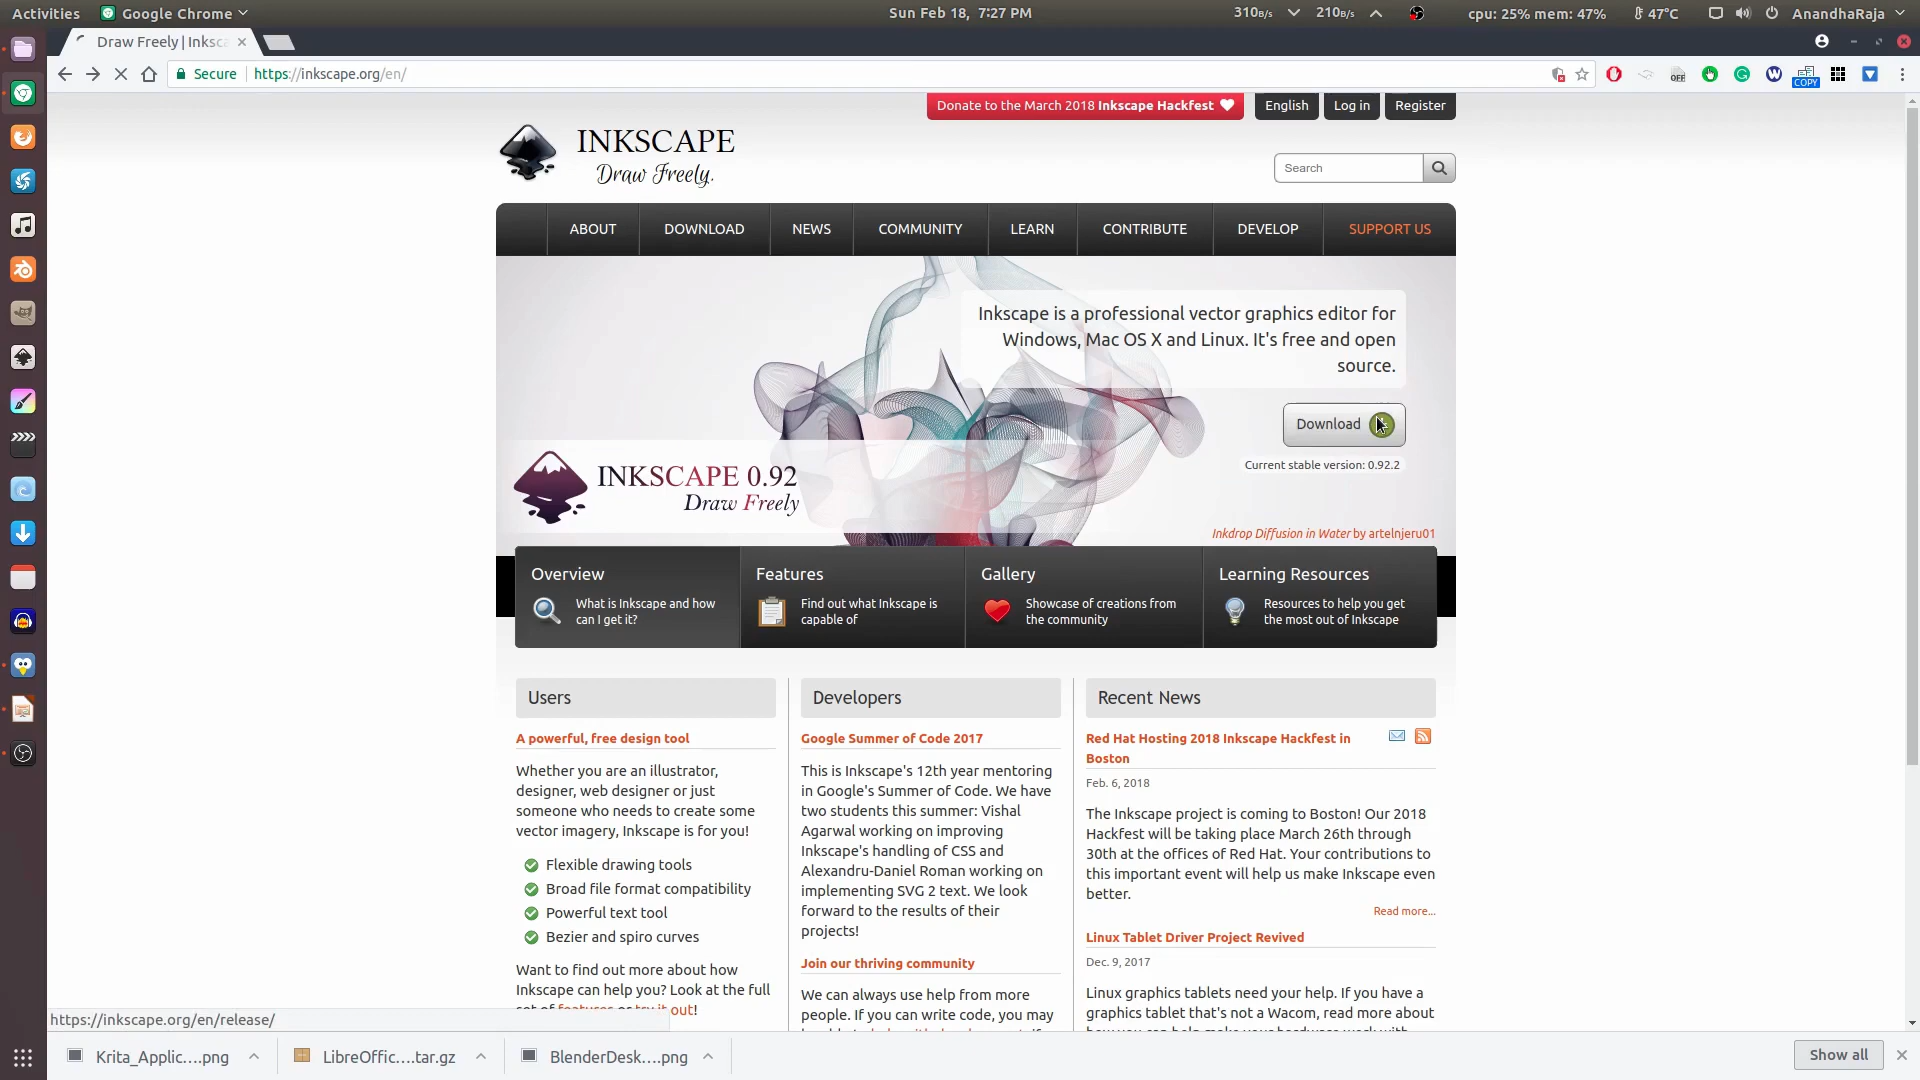 Activities
Google Chrome
Sun Feb 18, 7:27 PM
310B/s
210B/s
cpu: 25% mem: 47%
47°C
AnandhaRaja
Draw Freely | Inksca
Secure
https://inkscape.org/en/
OFF
COPY
Donate to the March 2018 Inkscape Hackfest
English
Log in
Register
INKSCAPE
Draw Freely.
Search
ABOUT
DOWNLOAD
NEWS
COMMUNITY
LEARN
CONTRIBUTE
DEVELOP
SUPPORT US
Inkscape is a professional vector graphics editor for
Windows, Mac OS X and Linux. It's free and open
source.
Download
Current stable version: 0.92.2
INKSCAPE 0.92
Draw Freely
Inkdrop Diffusion in Water by artelnjeru01
Overview
What is Inkscape and how
can I get it?
Features
Find out what Inkscape is
capable of
Gallery
Showcase of creations from
the community
Learning Resources
Resources to help you get
the most out of Inkscape
Users
A powerful, free design tool
Whether you are an illustrator,
designer, web designer or just
someone who needs to create some
vector imagery, Inkscape is for you!
Flexible drawing tools
Broad file format compatibility
Powerful text tool
Bezier and spiro curves
Want to find out more about how
Inkscape can help you? Look at the full
set of features or try it out!
Developers
Google Summer of Code 2017
This is Inkscape's 12th year mentoring
in Google's Summer of Code. We have
two students this summer: Vishal
Agarwal working on improving
Inkscape's handling of CSS and
Alexandru-Daniel Roman working on
implementing SVG 2 text. We look
forward to the results of their
projects!
Join our thriving community
We can always use help from more
people. If you can write code, you may
Recent News
Red Hat Hosting 2018 Inkscape Hackfest in
Boston
Feb. 6, 2018
The Inkscape project is coming to Boston! Our 2018
Hackfest will be taking place March 26th through
30th at the offices of Red Hat. Your contributions to
this important event will help us make Inkscape even
better.
Read more...
Linux Tablet Driver Project Revived
Dec. 9, 2017
Linux graphics tablets need your help. If you have a
graphics tablet that's not a Wacom, read more about
https://inkscape.org/en/release/
Krita_Applic....png
LibreOffic....tar.gz
BlenderDesk....png
Show all